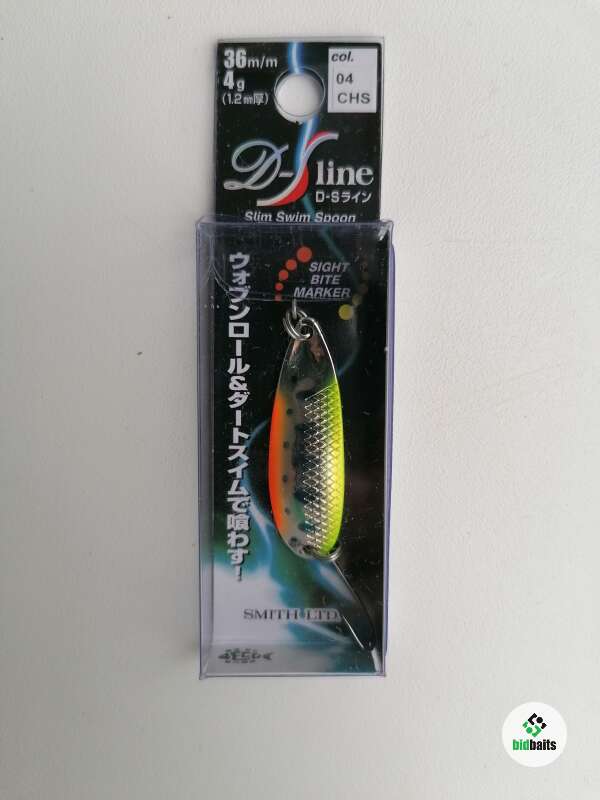 36m/m
4g
(1.2㎜厚)
col.
04
CHS
D-S line
D-Sライン
Slim Swim Spoon
SIGHT
BITE
MARKER
ウォブンロール&ダートスイムで喰わす!
SMITH LTD.
bidbaits